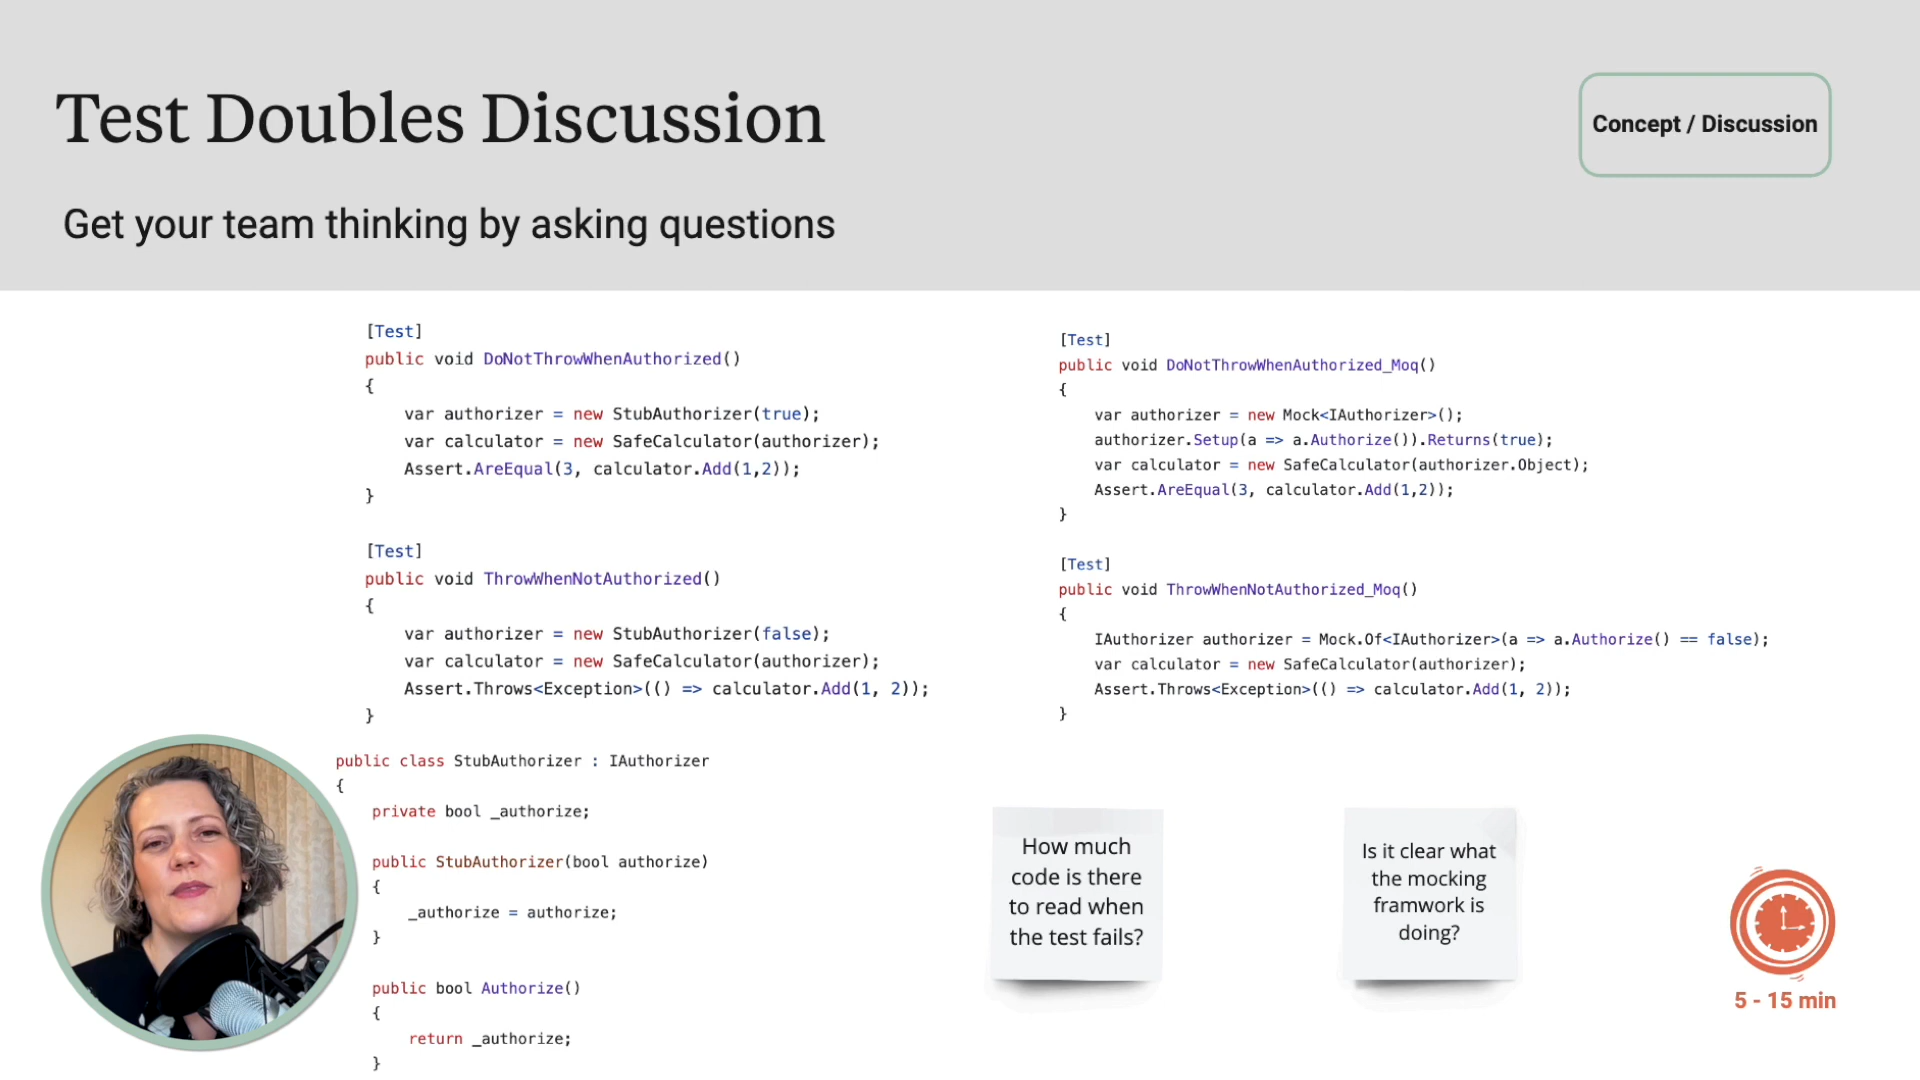 Test Doubles Discussion
Concept / Discussion
Get your team thinking by asking questions
[Test]
public void DoNotThrowWhenAuthorized()
{
    var authorizer = new StubAuthorizer(true);
    var calculator = new SafeCalculator(authorizer);
    Assert.AreEqual(3, calculator.Add(1,2));
}
[Test]
public void ThrowWhenNotAuthorized()
{
    var authorizer = new StubAuthorizer(false);
    var calculator = new SafeCalculator(authorizer);
    Assert.Throws<Exception>(() => calculator.Add(1, 2));
}
public class StubAuthorizer : IAuthorizer
{
    private bool _authorize;
    public StubAuthorizer(bool authorize)
    {
        _authorize = authorize;
    }
    public bool Authorize()
    {
        return _authorize;
    }
[Test]
public void DoNotThrowWhenAuthorized_Moq()
{
    var authorizer = new Mock<IAuthorizer>();
    authorizer.Setup(a => a.Authorize()).Returns(true);
    var calculator = new SafeCalculator(authorizer.Object);
    Assert.AreEqual(3, calculator.Add(1,2));
}
[Test]
public void ThrowWhenNotAuthorized_Moq()
{
    IAuthorizer authorizer = Mock.Of<IAuthorizer>(a => a.Authorize() == false);
    var calculator = new SafeCalculator(authorizer);
    Assert.Throws<Exception>(() => calculator.Add(1, 2));
}
How much
code is there
to read when
the test fails?
Is it clear what
the mocking
framwork is
doing?
5 - 15 min